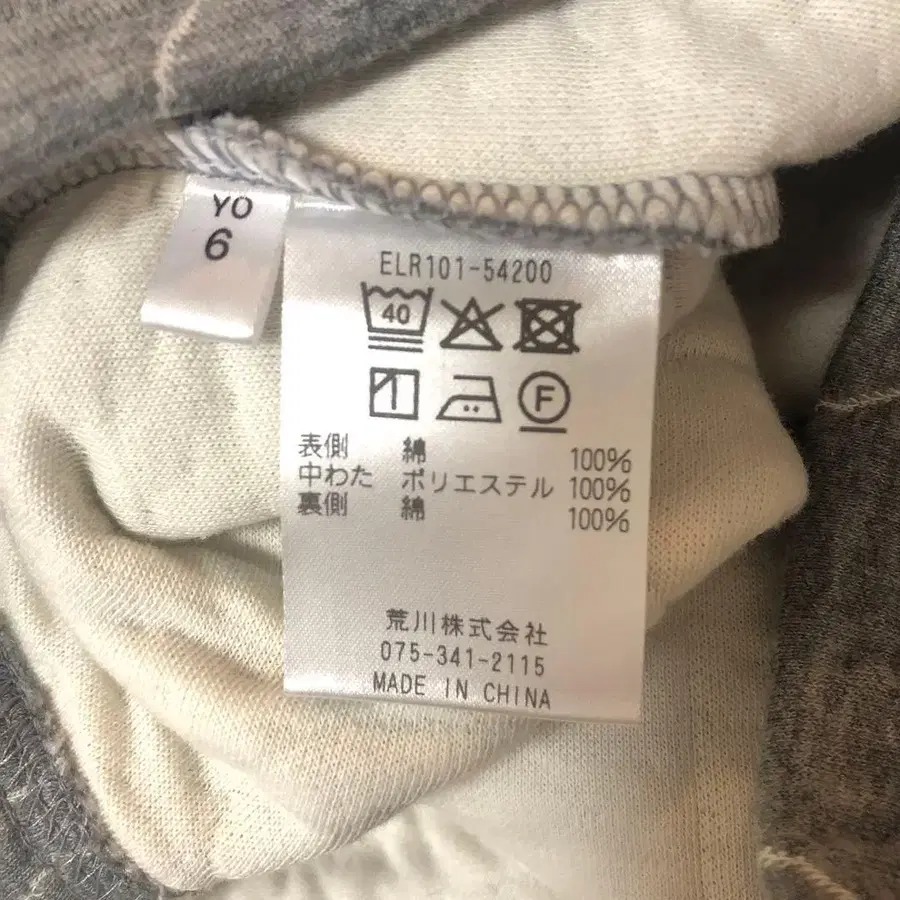 YO
6
ELR101-54200
40
F
表側 綿 100%
中わた ポリエステル 100%
裏側 綿 100%
荒川株式会社
075-341-2115
MADE IN CHINA